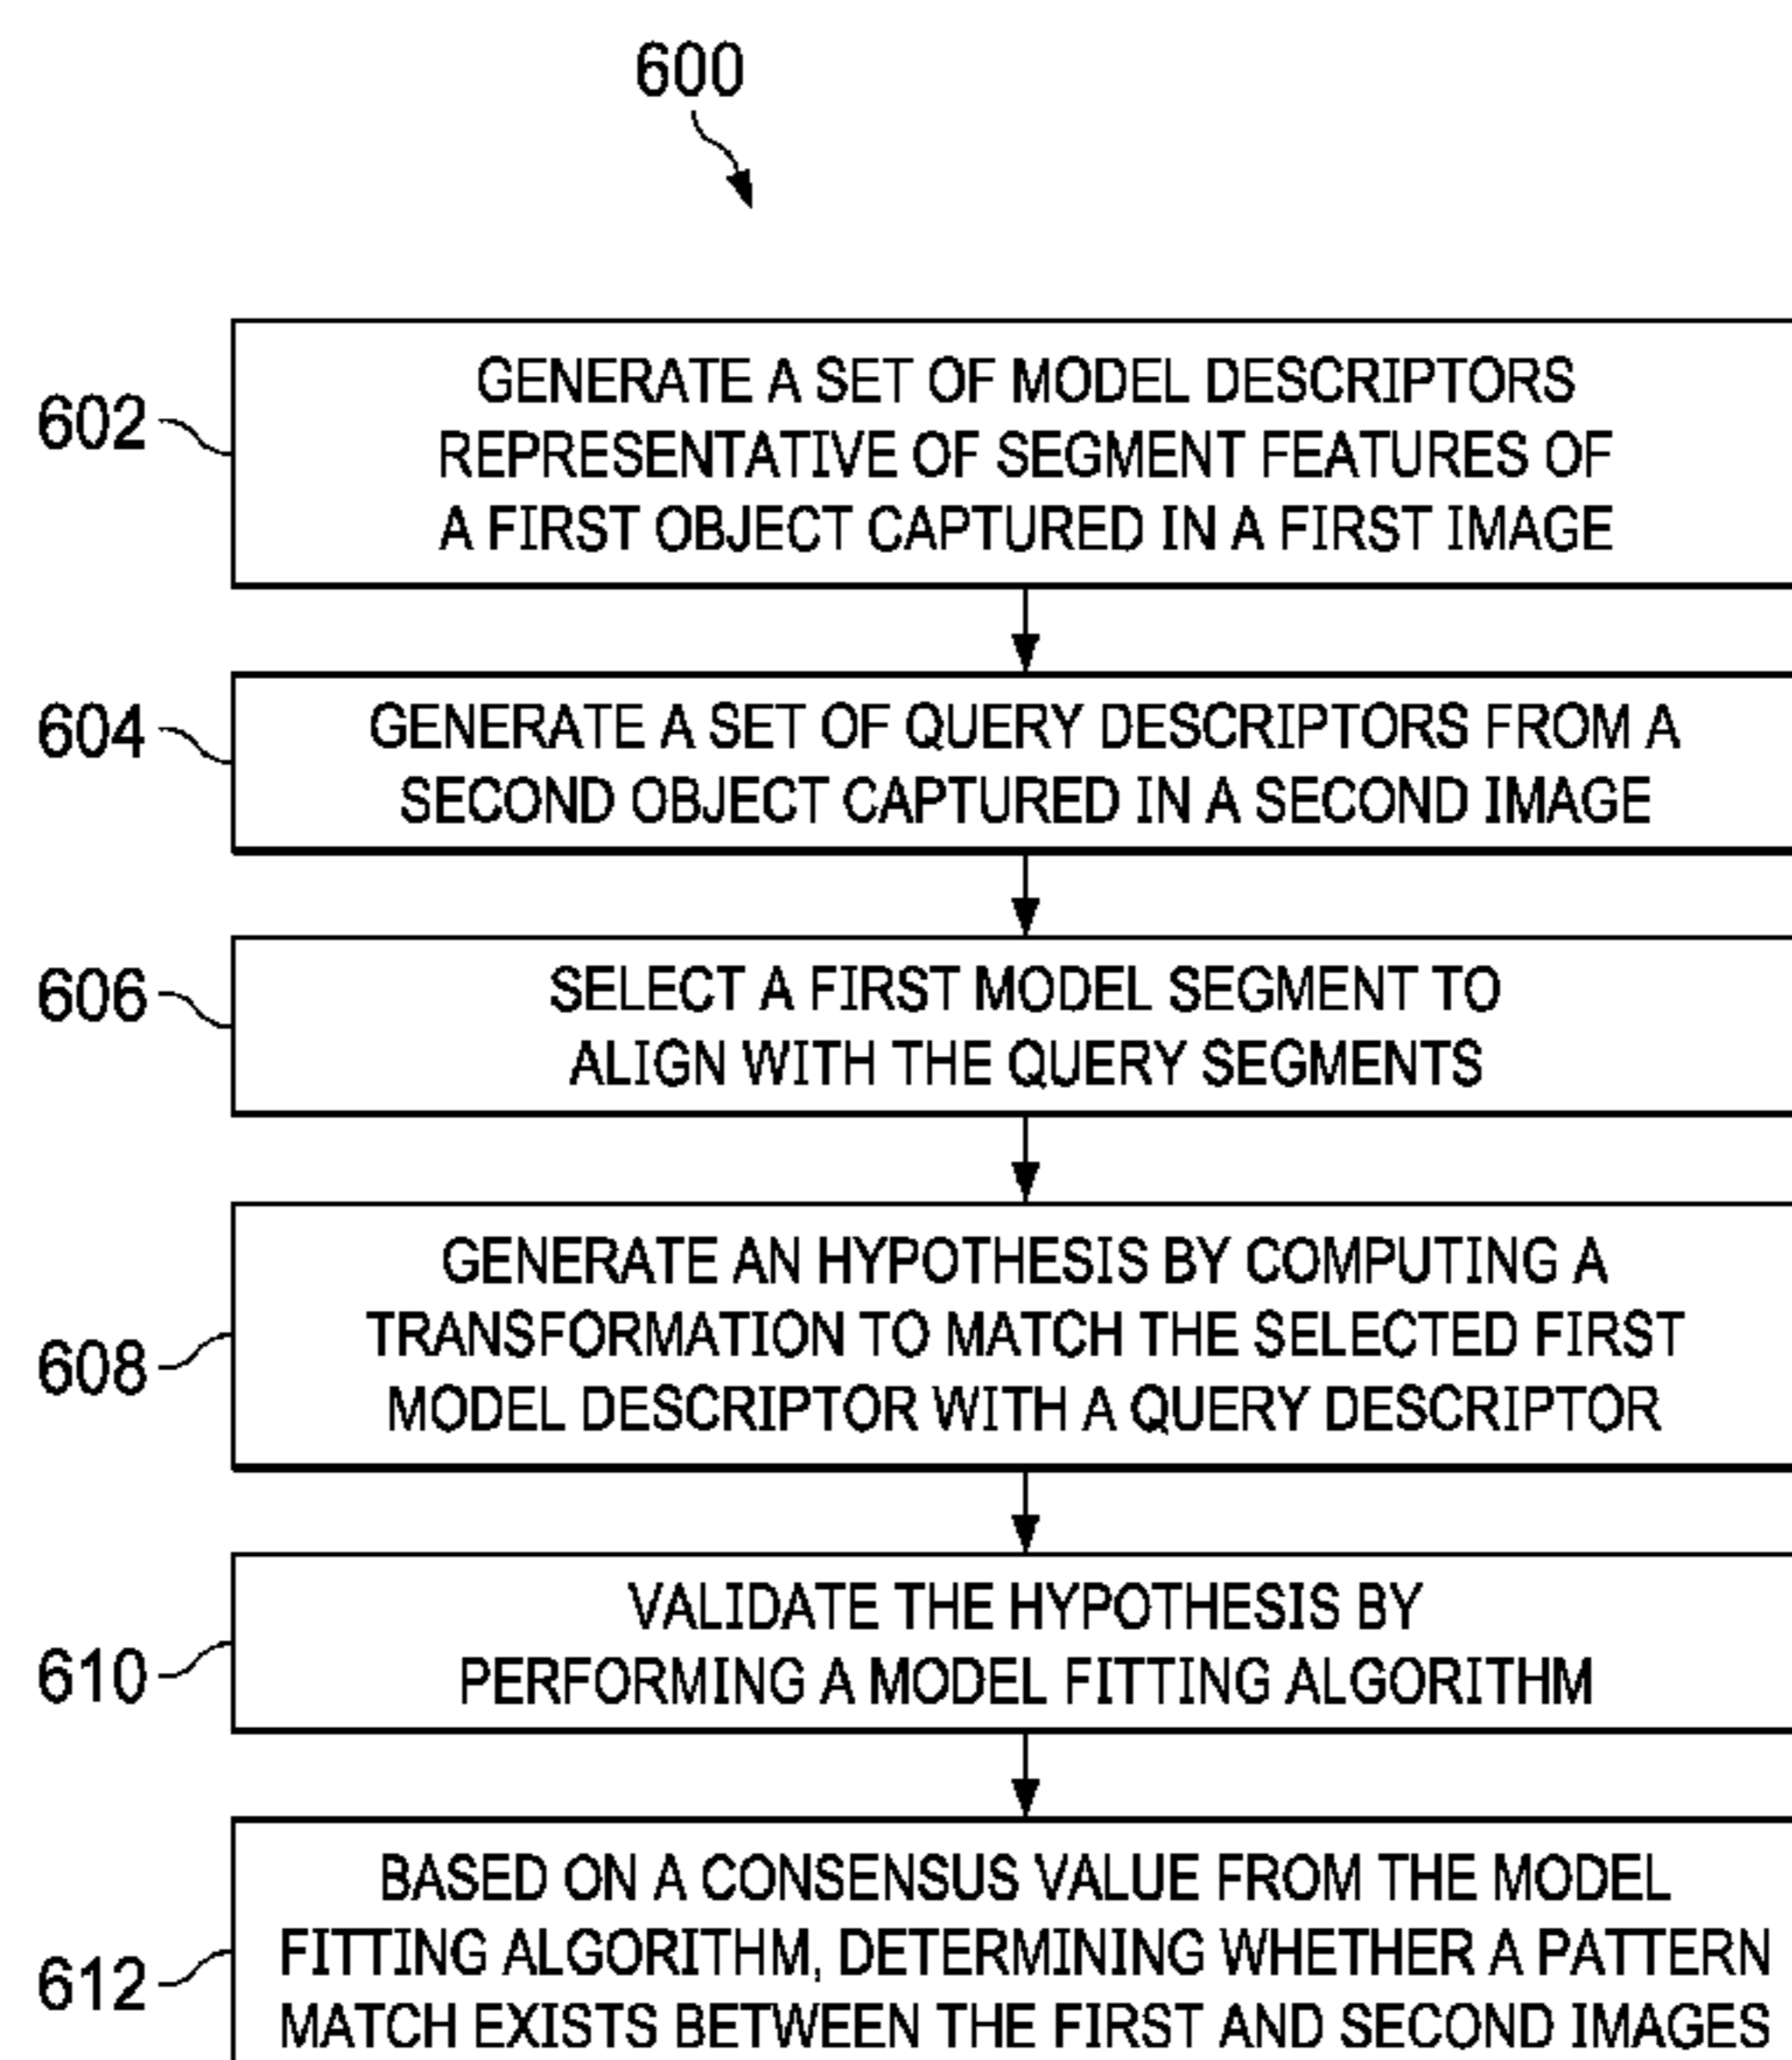 600
602
GENERATE A SET OF MODEL DESCRIPTORS
REPRESENTATIVE OF SEGMENT FEATURES OF
A FIRST OBJECT CAPTURED IN A FIRST IMAGE
604
GENERATE A SET OF QUERY DESCRIPTORS FROM A
SECOND OBJECT CAPTURED IN A SECOND IMAGE
606
SELECT A FIRST MODEL SEGMENT TO
ALIGN WITH THE QUERY SEGMENTS
608
GENERATE AN HYPOTHESIS BY COMPUTING A
TRANSFORMATION TO MATCH THE SELECTED FIRST
MODEL DESCRIPTOR WITH A QUERY DESCRIPTOR
610
VALIDATE THE HYPOTHESIS BY
PERFORMING A MODEL FITTING ALGORITHM
612
BASED ON A CONSENSUS VALUE FROM THE MODEL
FITTING ALGORITHM, DETERMINING WHETHER A PATTERN
MATCH EXISTS BETWEEN THE FIRST AND SECOND IMAGES